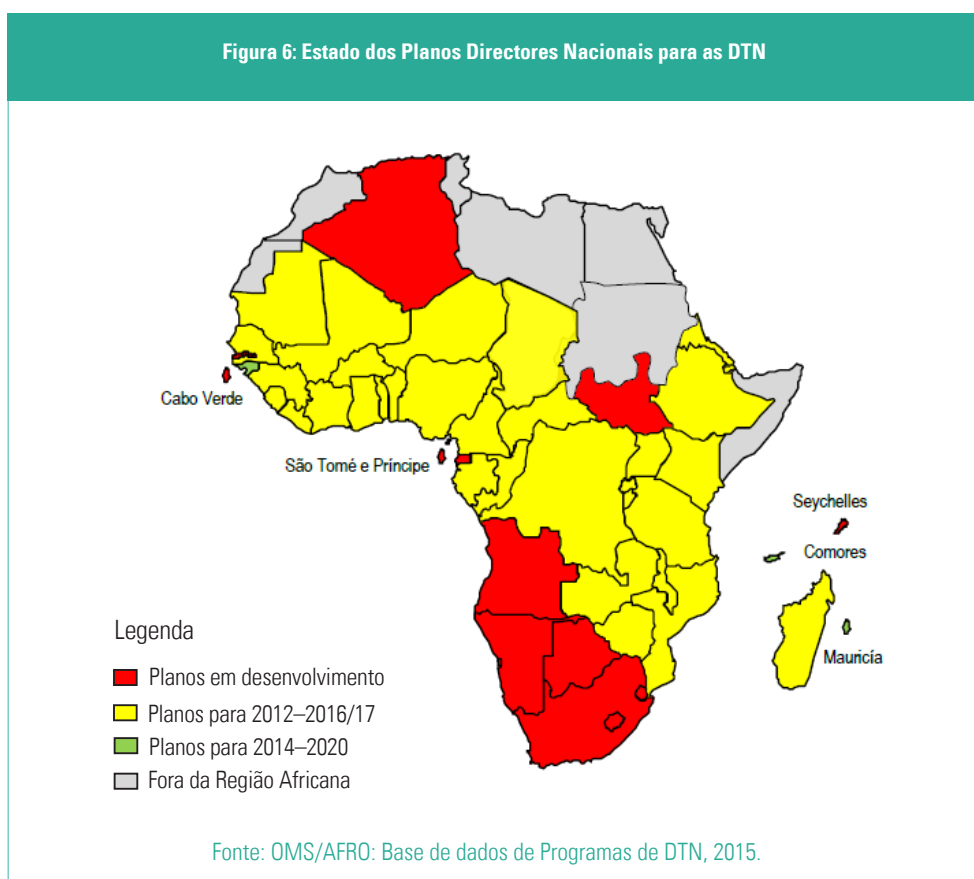 Figura 6: Estado dos Planos Directores Nacionais para as DTN
Cabo Verde
São Tomé e Príncipe
Seychelles
Comores
Mauricía
Legenda
Planos em desenvolvimento
Planos para 2012–2016/17
Planos para 2014–2020
Fora da Região Africana
Fonte: OMS/AFRO: Base de dados de Programas de DTN, 2015.